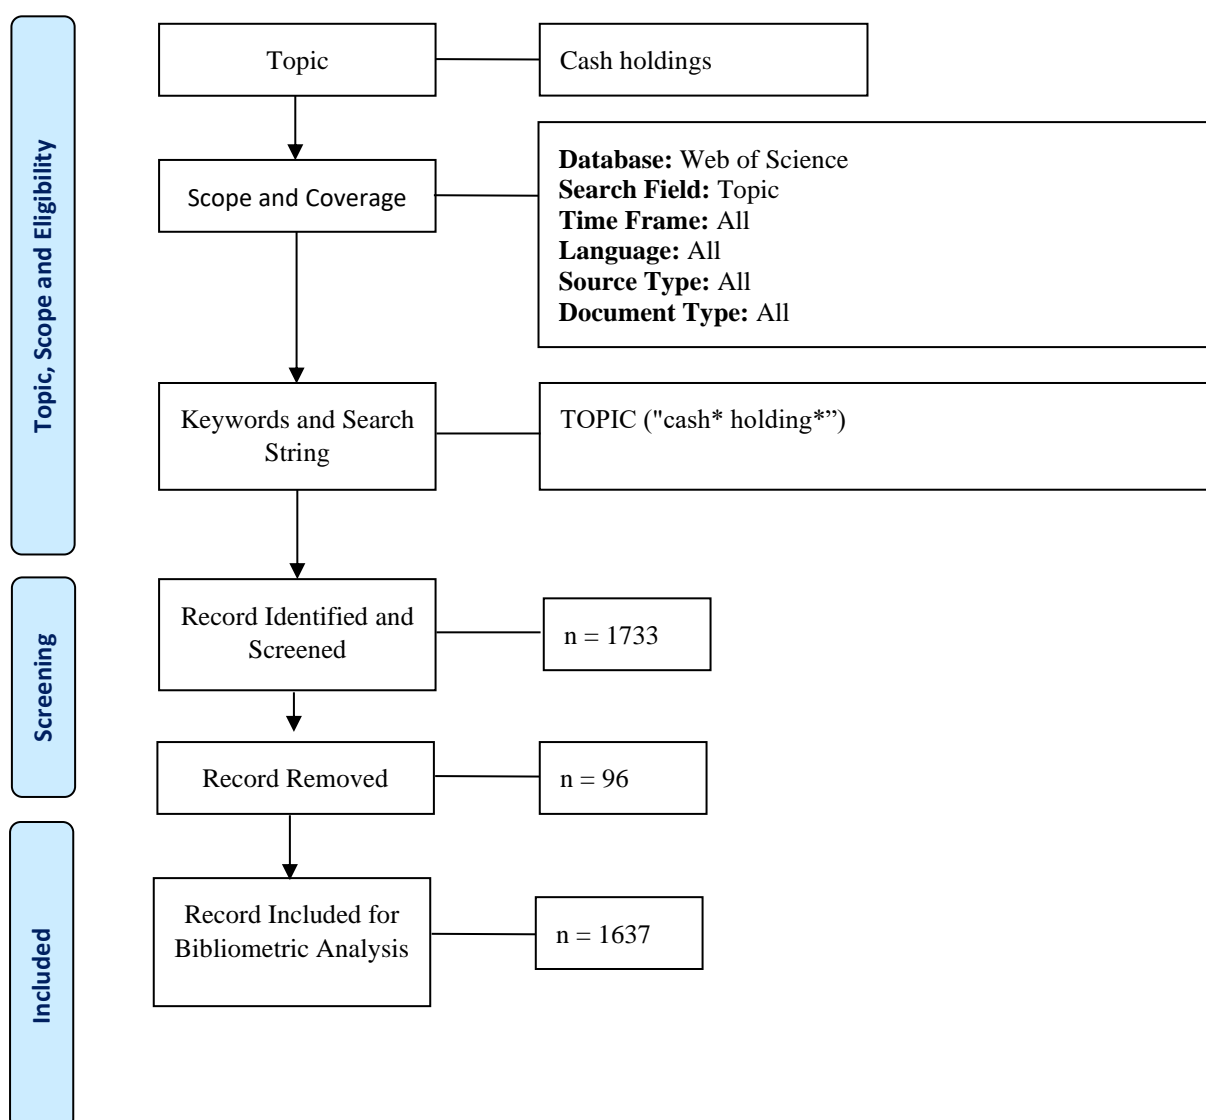 Topic, Scope and Eligibility
Topic
Cash holdings
Scope and Coverage
Database: Web of Science
Search Field: Topic
Time Frame: All
Language: All
Source Type: All
Document Type: All
Keywords and Search
String
TOPIC ("cash* holding*”)
Screening
Record Identified and
Screened
n = 1733
Record Removed
n = 96
Included
Record Included for
Bibliometric Analysis
n = 1637